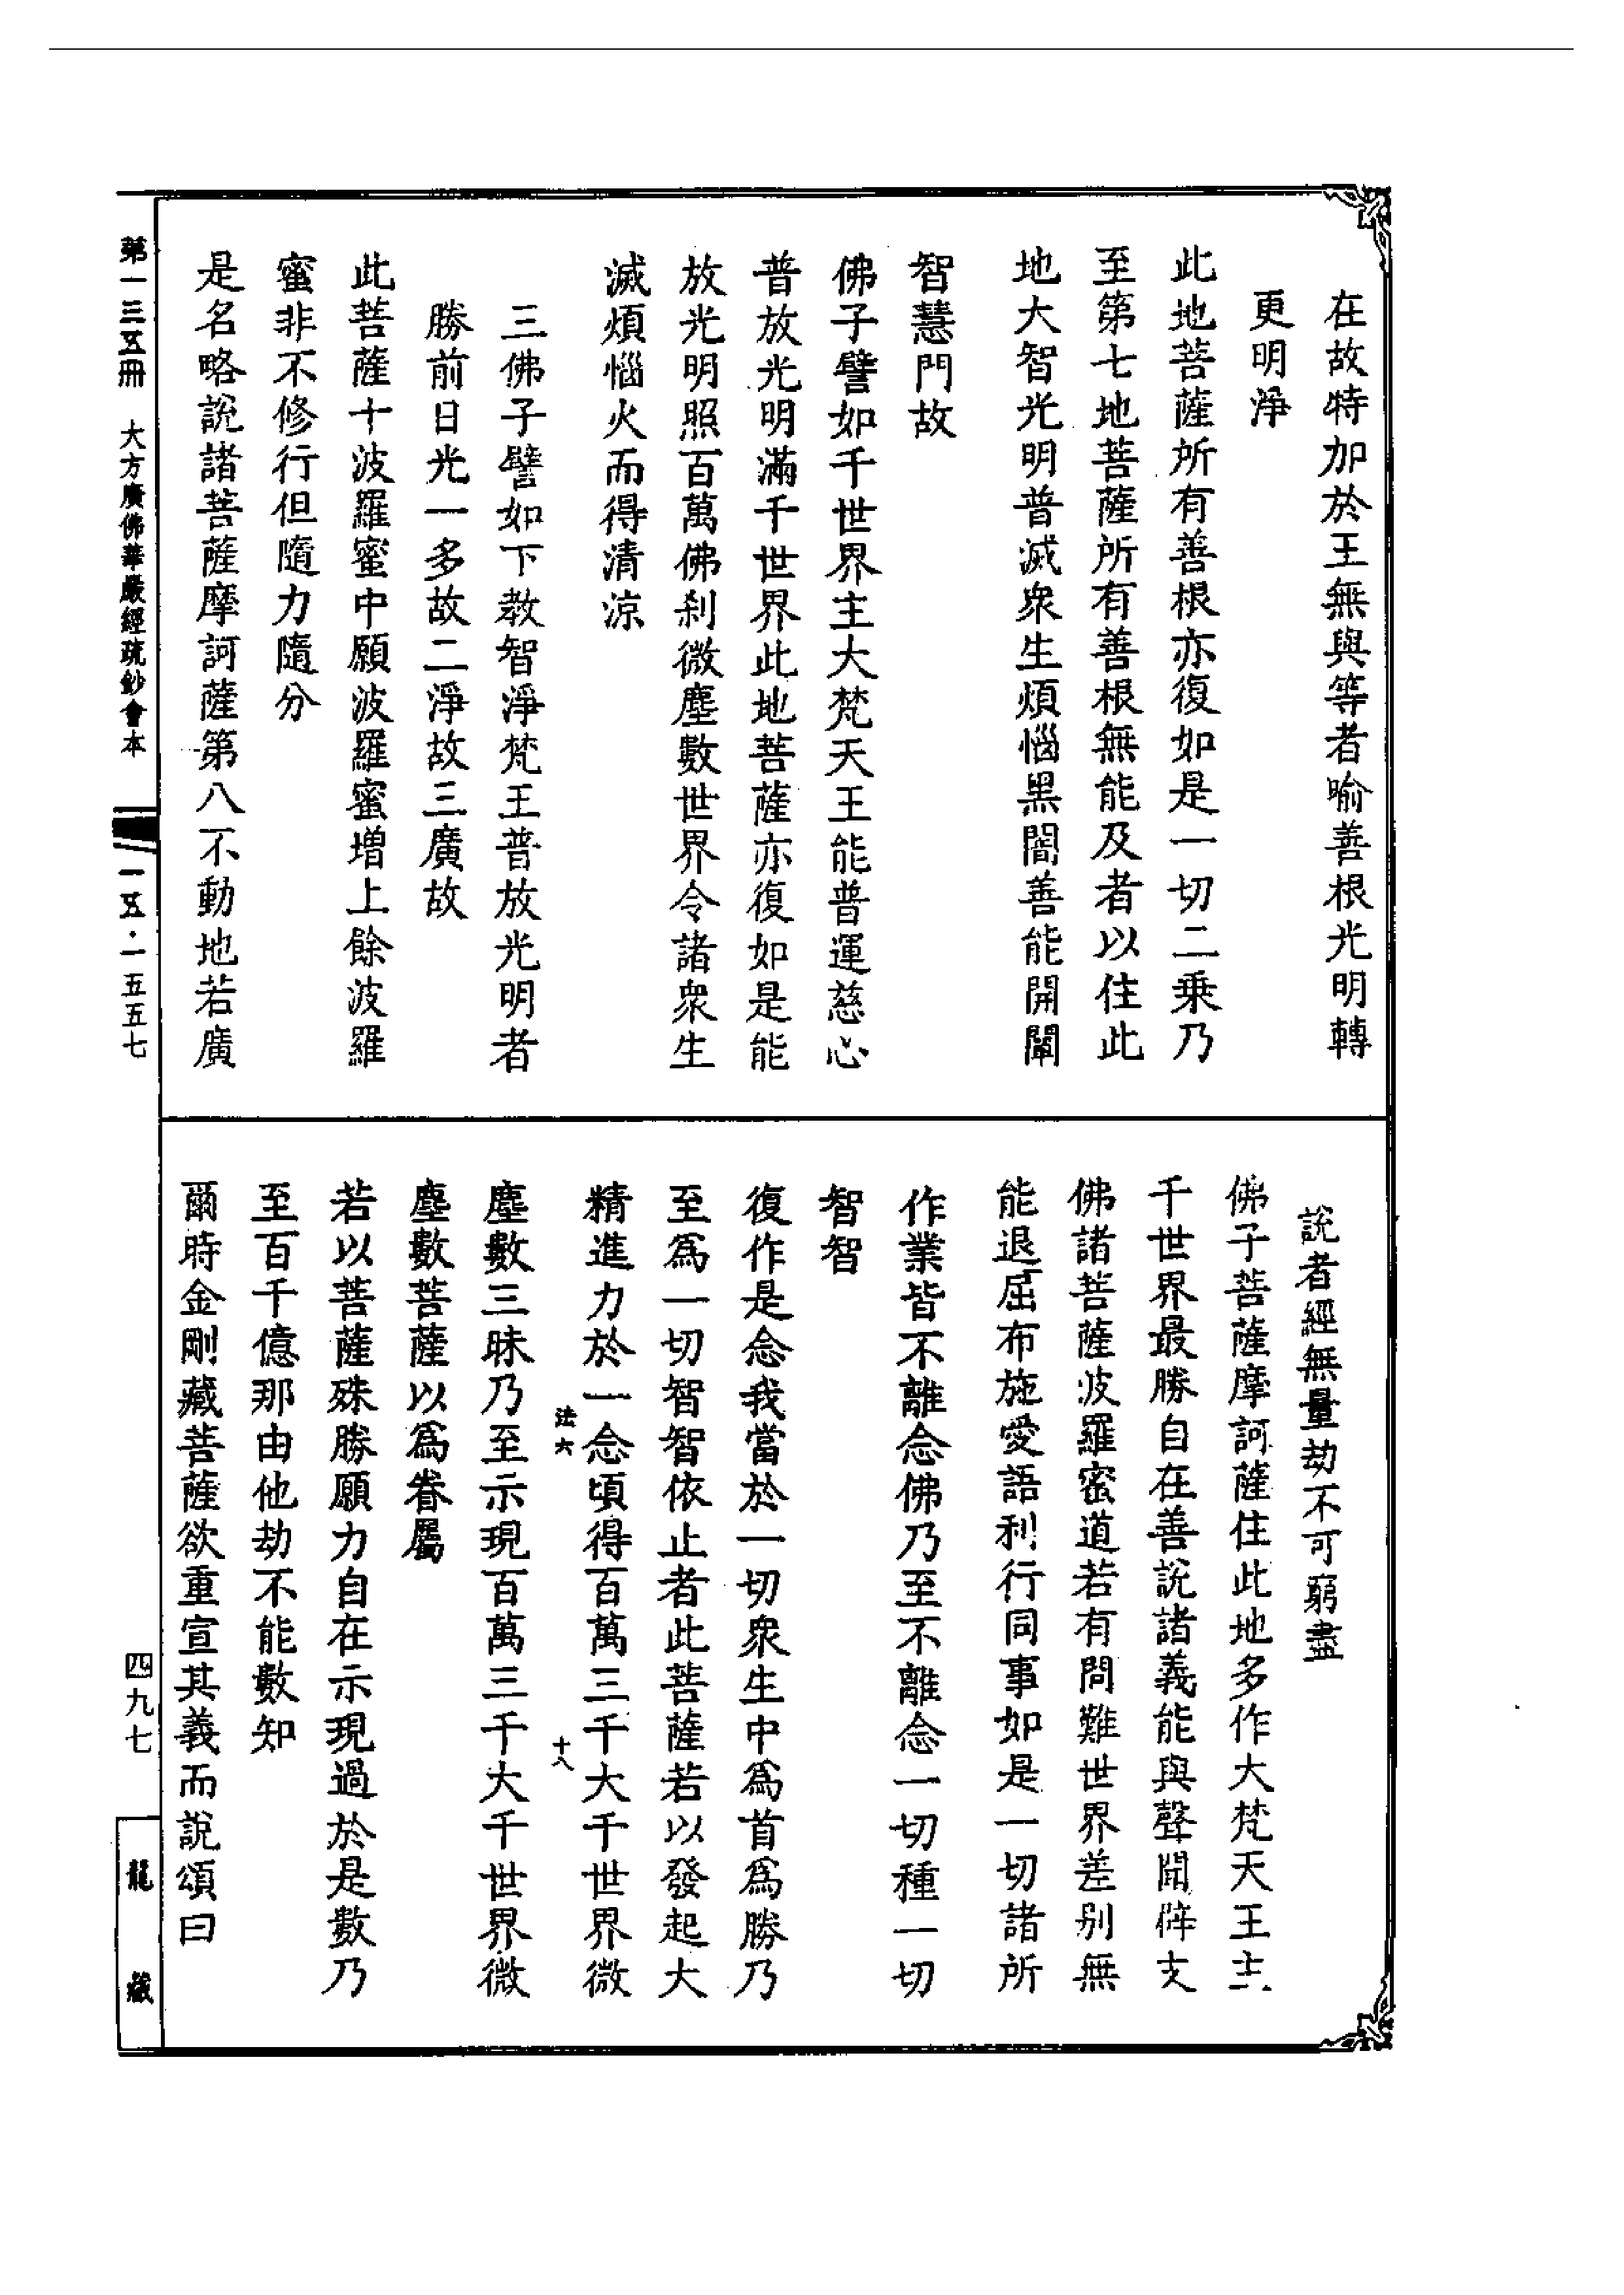 在故特加於王無與等者喻善根光明轉
更明淨
此地菩薩所有善根亦復如是一切二乘乃
至第七地菩薩所有善根無能及者以住此
地大智光明普滅衆生煩惱黑闇善能開闡
智慧門故
佛子譬如千世界主大梵天王能普運慈心
普放光明滿千世界此地菩薩亦復如是能
放光明照百萬佛刹微塵數世界令諸衆生
滅煩惱火而得清凉
三佛子譬如下教智淨梵王普放光明者
勝前日光一多故二淨故三廣故
此菩薩十波羅蜜中願波羅蜜增上餘波羅
蜜非不修行但隨力隨分
是名略說諸菩薩摩訶薩第八不動地若廣
說者經無量劫不可窮盡
佛子菩薩摩訶薩住此地多作大梵天王主
千世界最勝自在善說諸義能與聲聞辟支
佛諸菩薩波羅蜜道若有問難世界差别無
能退屈布施愛語利行同事如是一切諸所
作業皆不離念佛乃至不離念一切種一切
智智
復作是念我當於一切衆生中爲首爲勝乃
至爲一切智智依止者此菩薩若以發起大
精進力於一念頃得百萬三千大千世界微
法六 十八
塵數三昧乃至示現百萬三千大千世界微
塵數菩薩以爲眷屬
若以菩薩殊勝願力自在示現過於是數乃
至百千億那由他劫不能數知
爾時金剛藏菩薩欲重宣其義而說頌曰
第一三五冊 大方廣佛華嚴經疏鈔會本 一五·一五五七
四九七
龍藏